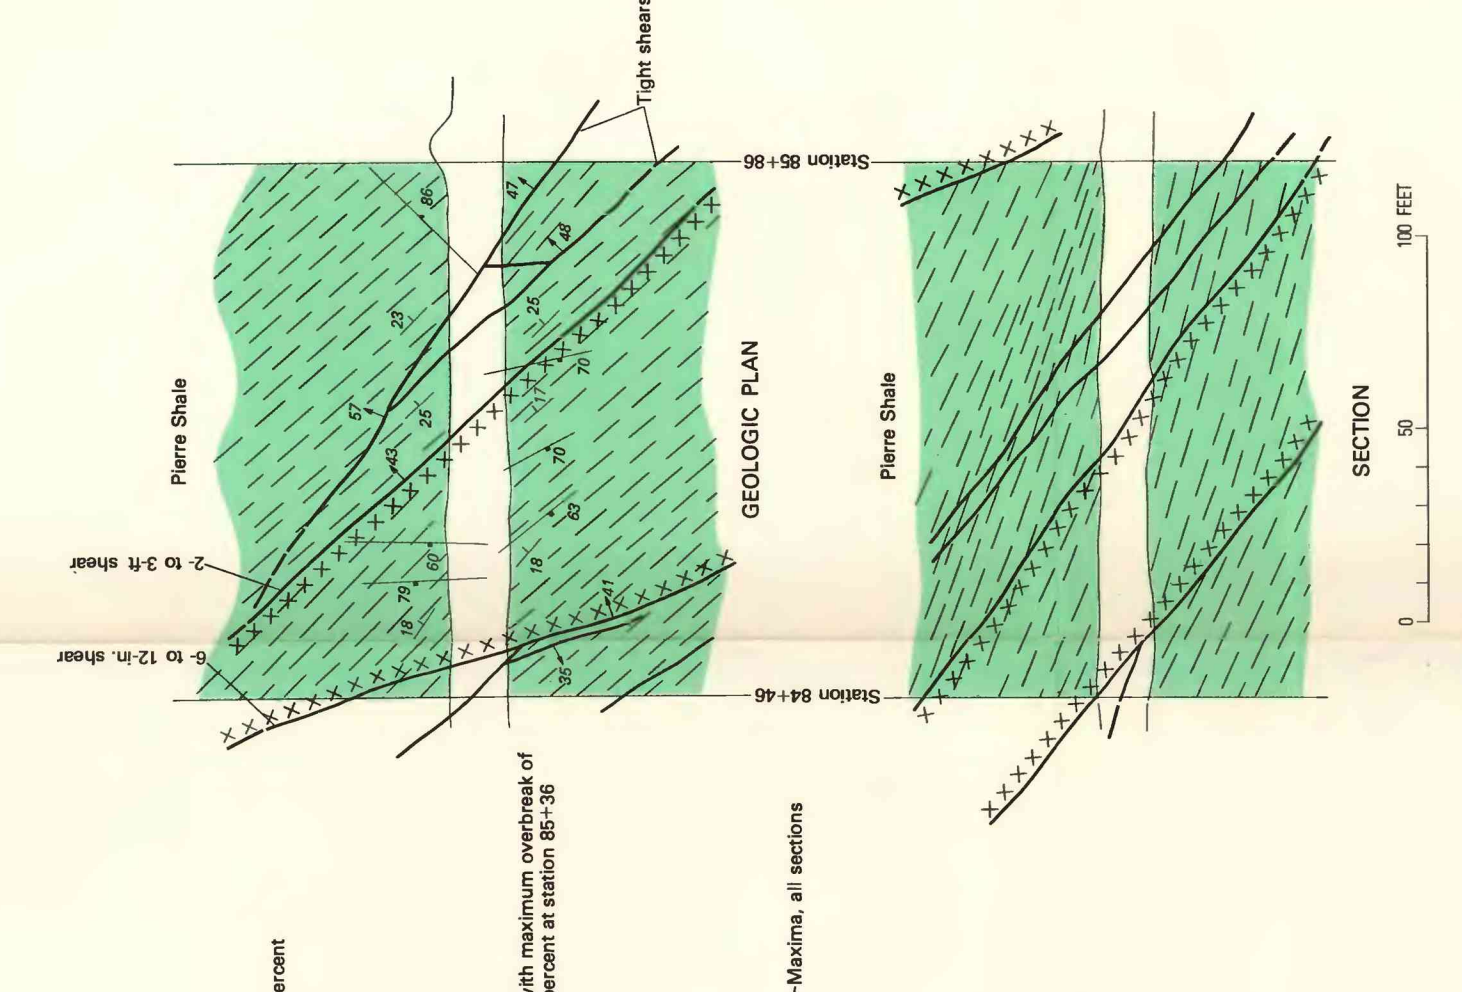 Pierre Shale
2- to 3-ft shear
6- to 12-in. shear
Tight shears
86
47
48
23
25
57
25
43
70
17
70
63
60
18
79
18
41
35
Station 85+86
Station 84+46
GEOLOGIC PLAN
Pierre Shale
SECTION
0 50 100 FEET
ercent
with maximum overbreak of
percent at station 85+36
-Maxima, all sections